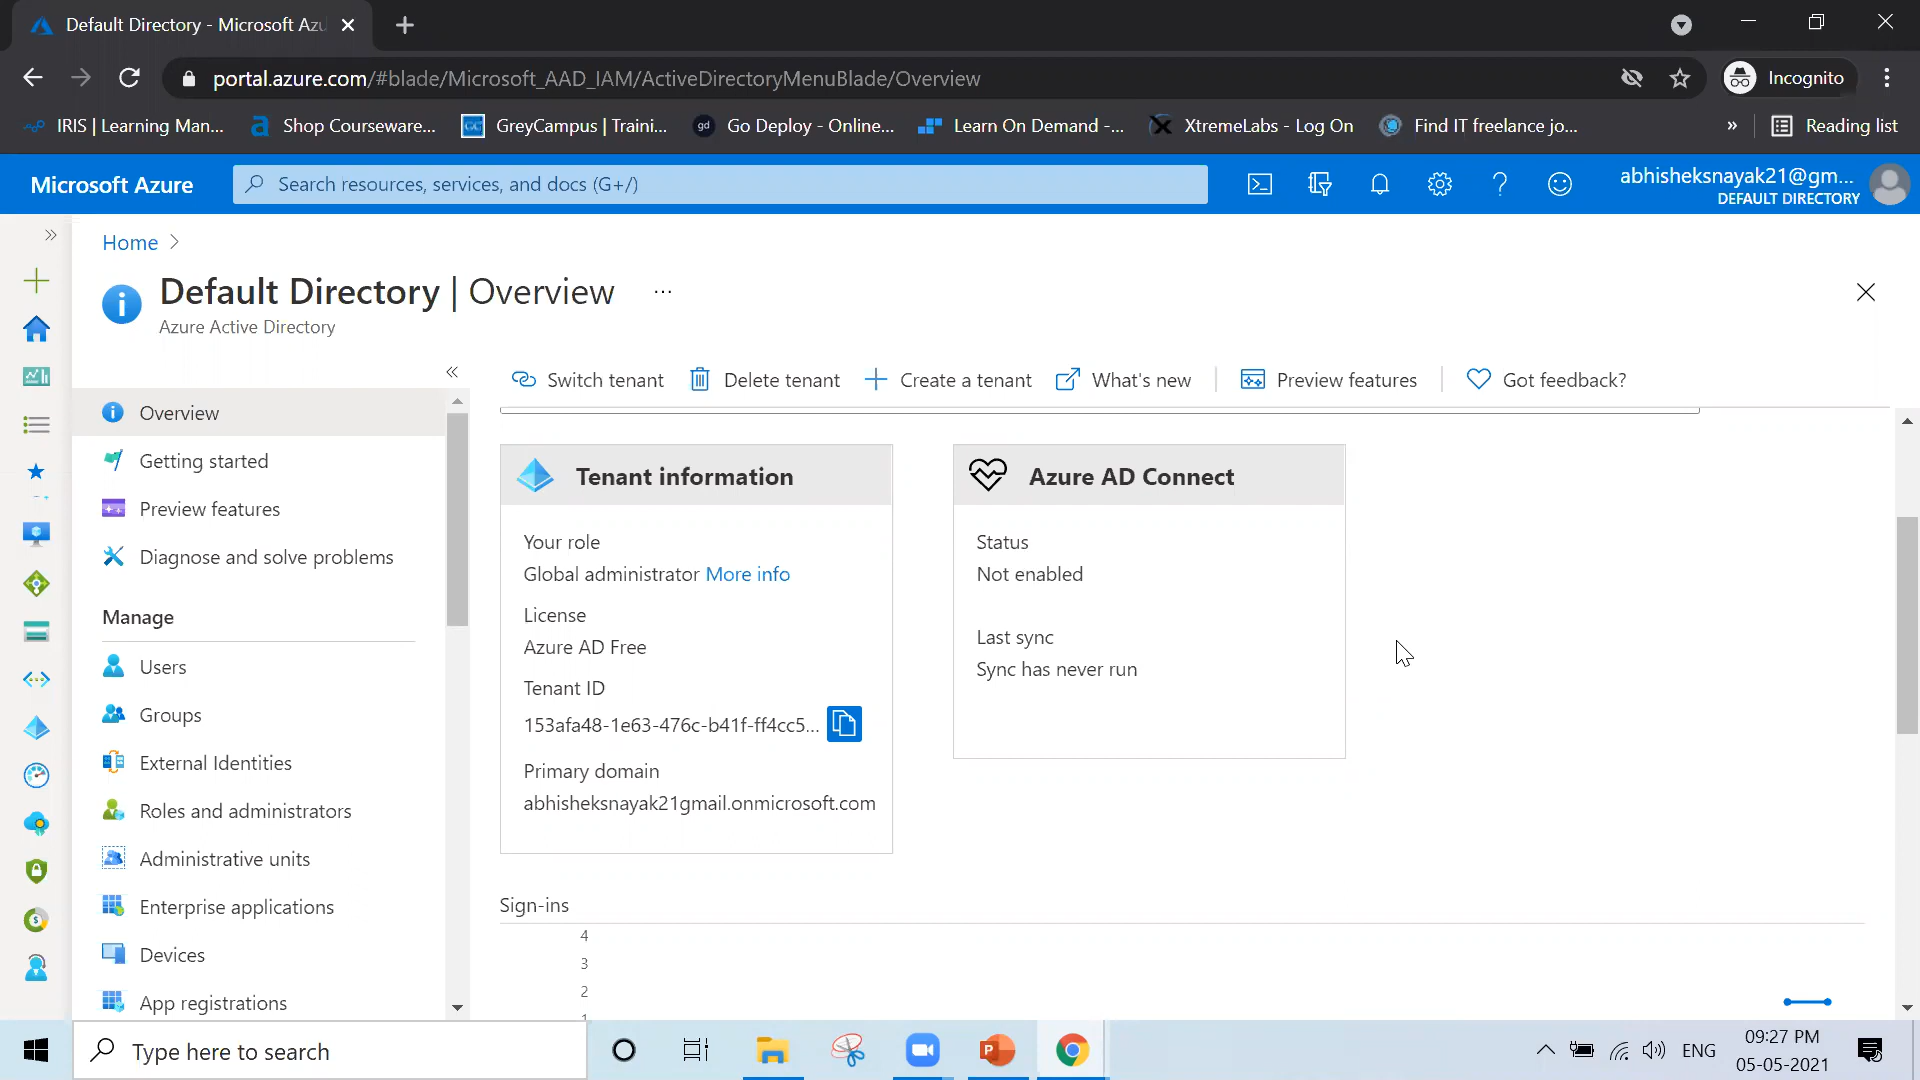 Default Directory - Microsoft Azu
portal.azure.com/#blade/Microsoft_AAD_IAM/ActiveDirectoryMenuBlade/Overview
Incognito
IRIS | Learning Man...
Shop Courseware...
GC
GreyCampus | Traini...
gd
Go Deploy - Online...
Learn On Demand -...
XtremeLabs - Log On
Find IT freelance jo...
»
Reading list
Microsoft Azure
Search resources, services, and docs (G+/)
abhisheksnayak21@gm...
DEFAULT DIRECTORY
Home
Default Directory | Overview
...
Azure Active Directory
Switch tenant
Delete tenant
Create a tenant
What's new
Preview features
Got feedback?
Overview
Getting started
Preview features
Diagnose and solve problems
Manage
Users
Groups
External Identities
Roles and administrators
Administrative units
Enterprise applications
Devices
App registrations
Tenant information
Your role
Global administrator More info
License
Azure AD Free
Tenant ID
153afa48-1e63-476c-b41f-ff4cc5...
Primary domain
abhisheksnayak21gmail.onmicrosoft.com
Azure AD Connect
Status
Not enabled
Last sync
Sync has never run
Sign-ins
4
3
2
1
Type here to search
ENG
09:27 PM
05-05-2021